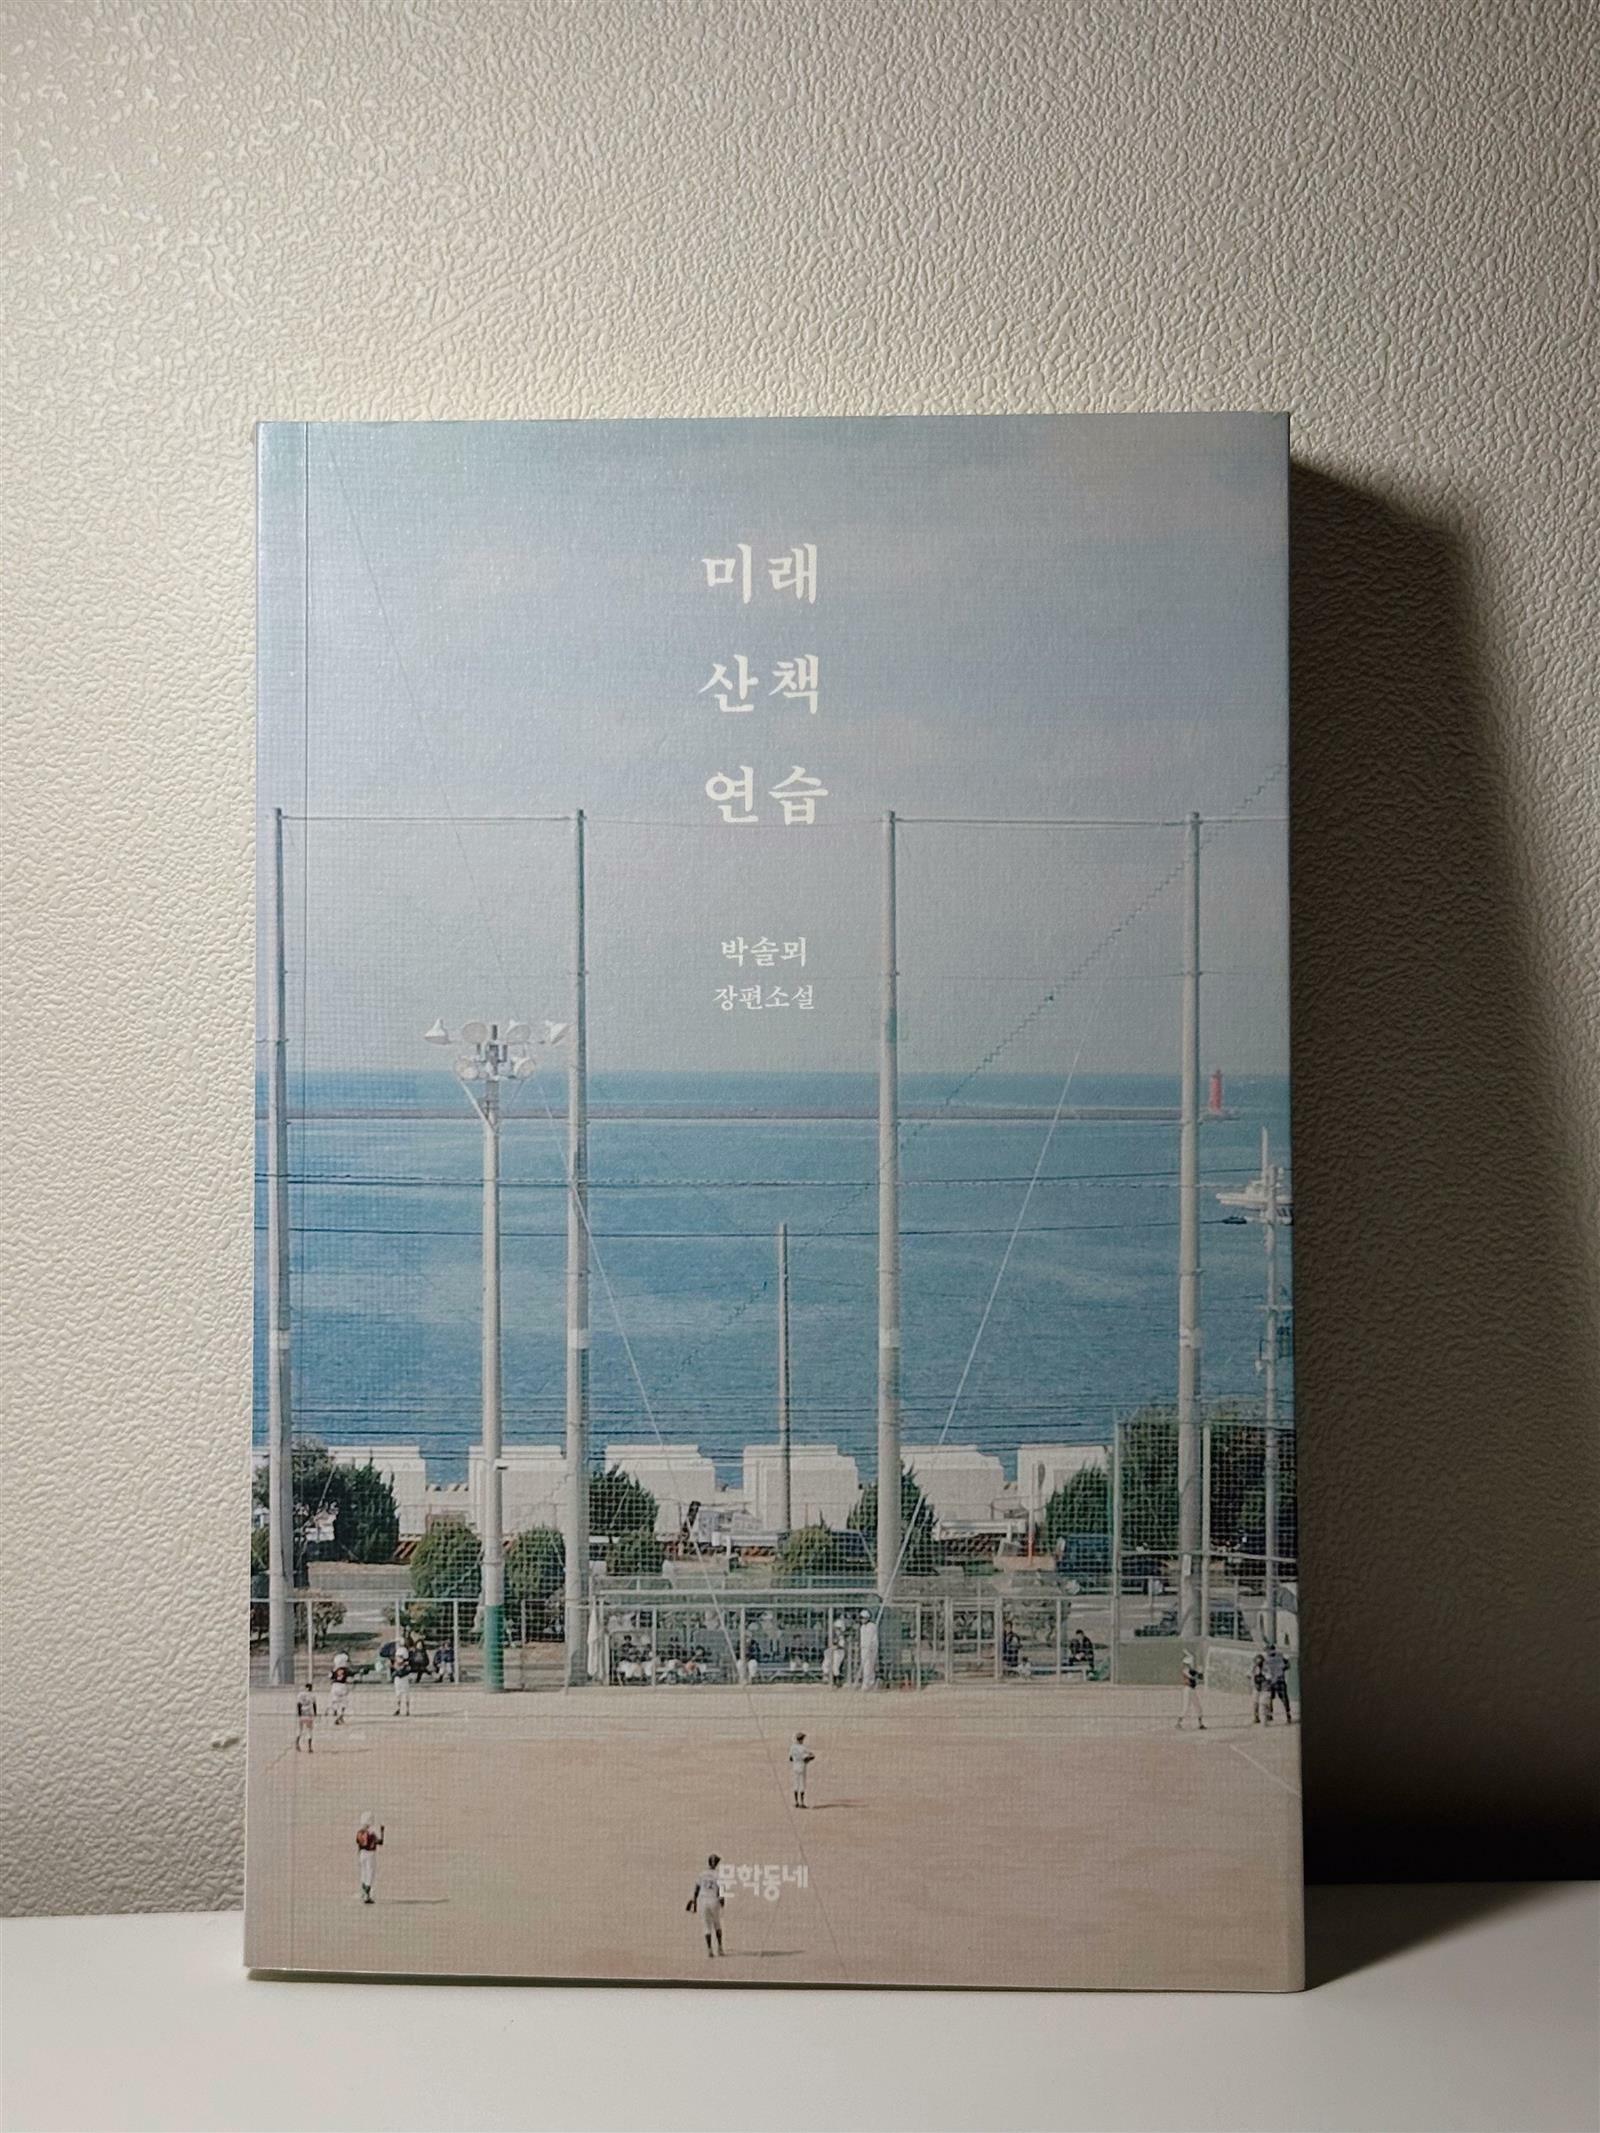 미래
산책
연습
박솔뫼
장편소설
문학동네